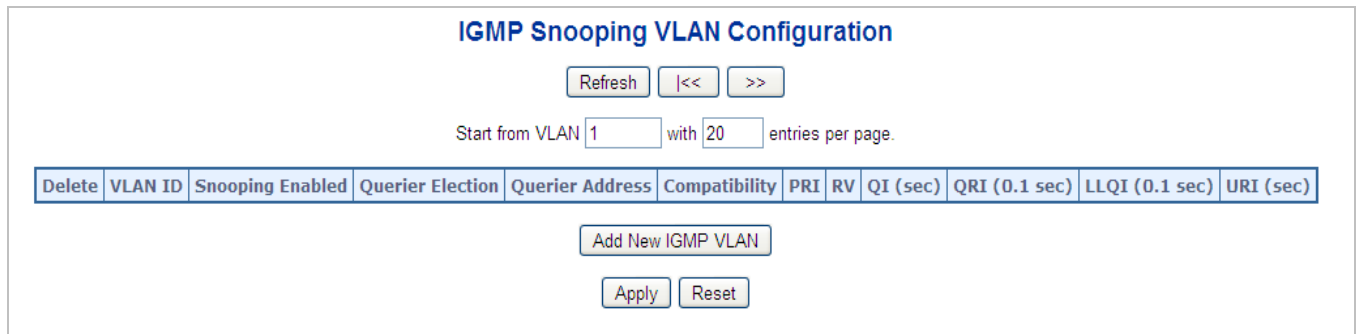 IGMP Snooping VLAN Configuration
Refresh |<< >>
Start from VLAN 1 with 20 entries per page.
Delete VLAN ID Snooping Enabled Querier Election Querier Address Compatibility PRI RV QI (sec) QRI (0.1 sec) LLQI (0.1 sec) URI (sec)
Add New IGMP VLAN
Apply Reset